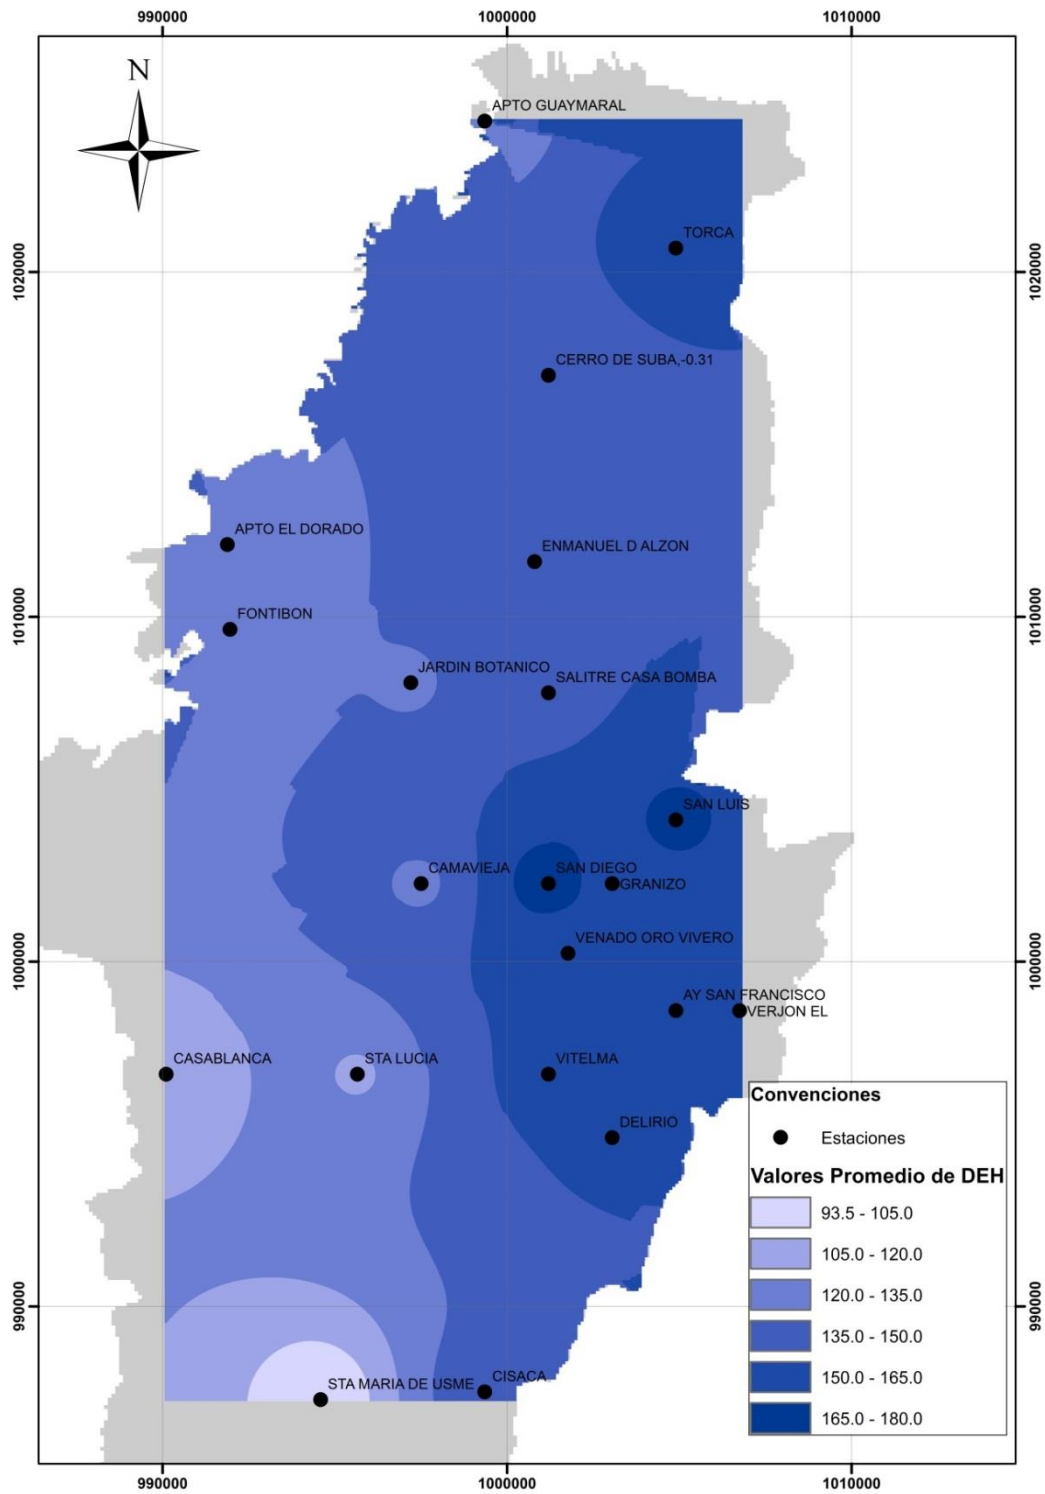 990000 1000000 1010000
N
APTO GUAYMARAL
TORCA
1020000 1020000
CERRO DE SUBA,-0.31
APTO EL DORADO
ENMANUEL D ALZON
FONTIBON
1010000 1010000
JARDIN BOTANICO
SALITRE CASA BOMBA
SAN LUIS
CAMAVIEJA
SAN DIEGO
GRANIZO
VENADO ORO VIVERO
1000000 1000000
AY SAN FRANCISCO
VERJON EL
CASABLANCA
STA LUCIA
VITELMA
DELIRIO
990000 990000
STA MARIA DE USME
CISACA
Convenciones
Estaciones
Valores Promedio de DEH
93.5 - 105.0
105.0 - 120.0
120.0 - 135.0
135.0 - 150.0
150.0 - 165.0
165.0 - 180.0
990000 1000000 1010000